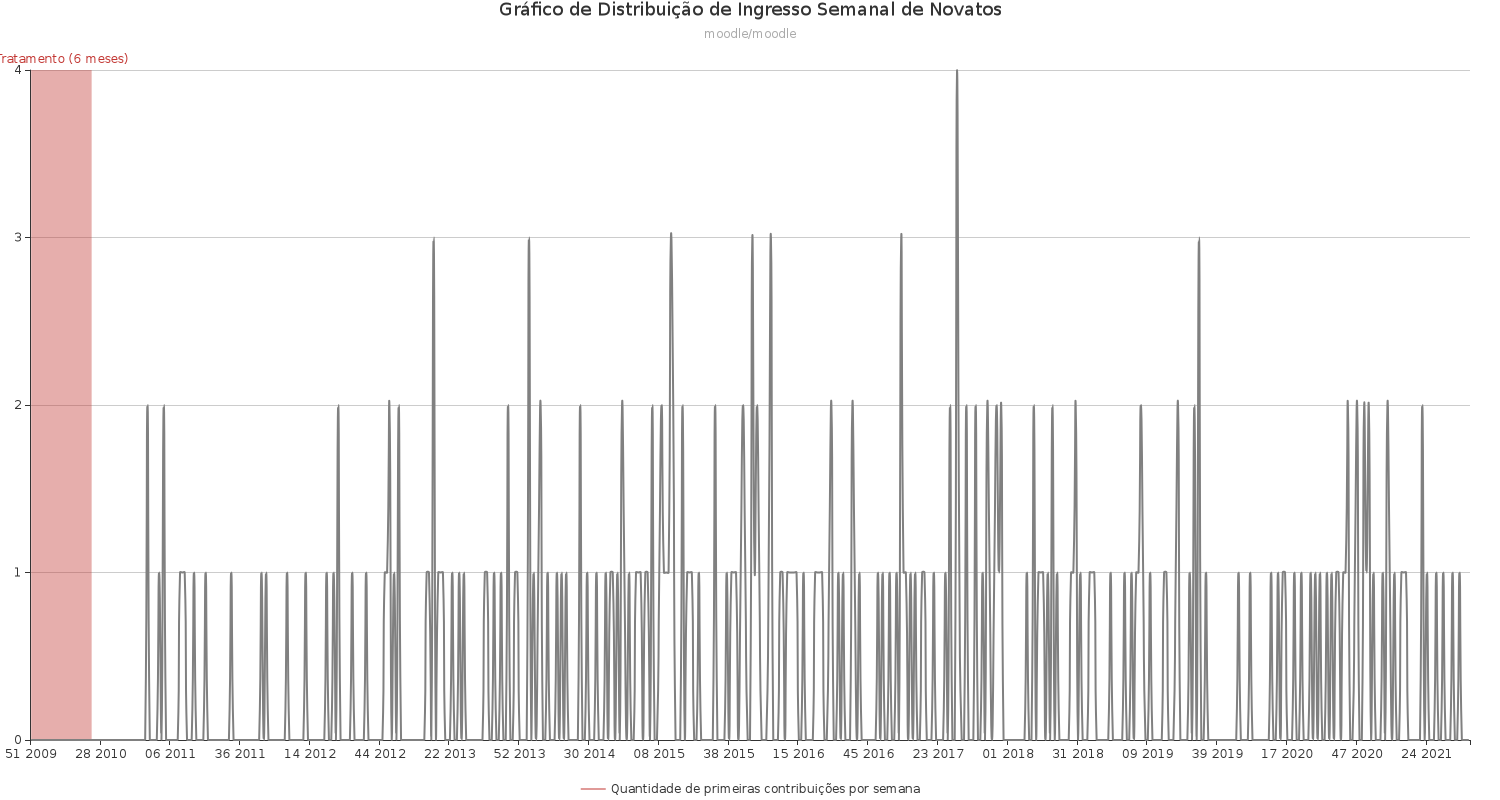 Gráfico de Distribuição de Ingresso Semanal de Novatos
moodle/moodle
Tratamento (6 meses)
4
3
2
1
0
51 2009 28 2010 06 2011 36 2011 14 2012 44 2012 22 2013 52 2013 30 2014 08 2015 38 2015 15 2016 45 2016 23 2017 01 2018 31 2018 09 2019 39 2019 17 2020 47 2020 24 2021
Quantidade de primeiras contribuições por semana